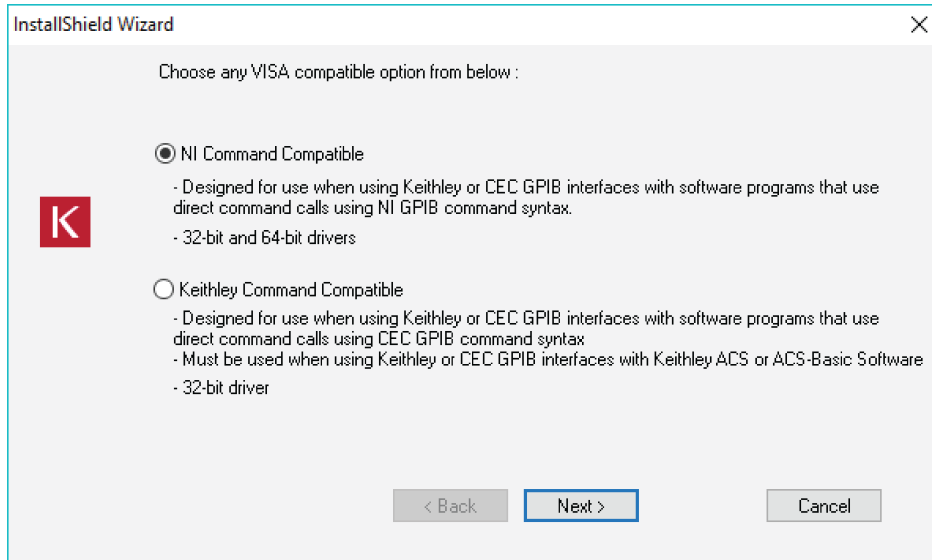 InstallShield Wizard
Choose any VISA compatible option from below :
NI Command Compatible
- Designed for use when using Keithley or CEC GPIB interfaces with software programs that use
direct command calls using NI GPIB command syntax.
- 32-bit and 64-bit drivers
K
Keithley Command Compatible
- Designed for use when using Keithley or CEC GPIB interfaces with software programs that use
direct command calls using CEC GPIB command syntax
- Must be used when using Keithley or CEC GPIB interfaces with Keithley ACS or ACS-Basic Software
- 32-bit driver
< Back
Next >
Cancel